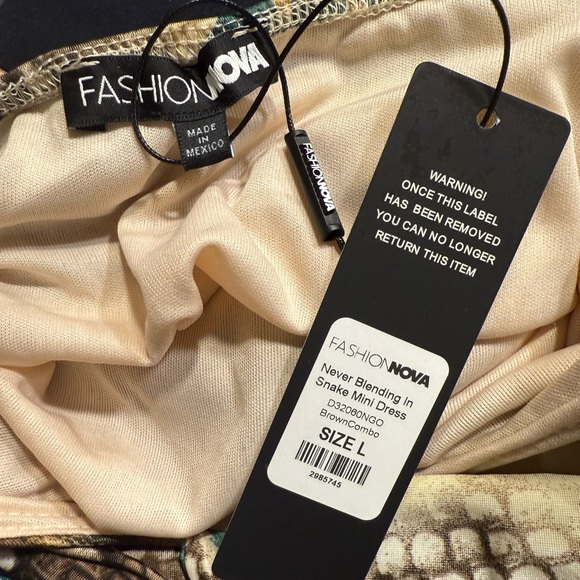 FASHIONNOVA
MADE
IN
MEXICO
FASHIONNOVA
WARNING!
ONCE THIS LABEL
HAS BEEN REMOVED
YOU CAN NO LONGER
RETURN THIS ITEM
FASHIONNOVA
Never Blending In
Snake Mini Dress
D32080NGO
BrownCombo
SIZE L
2985745